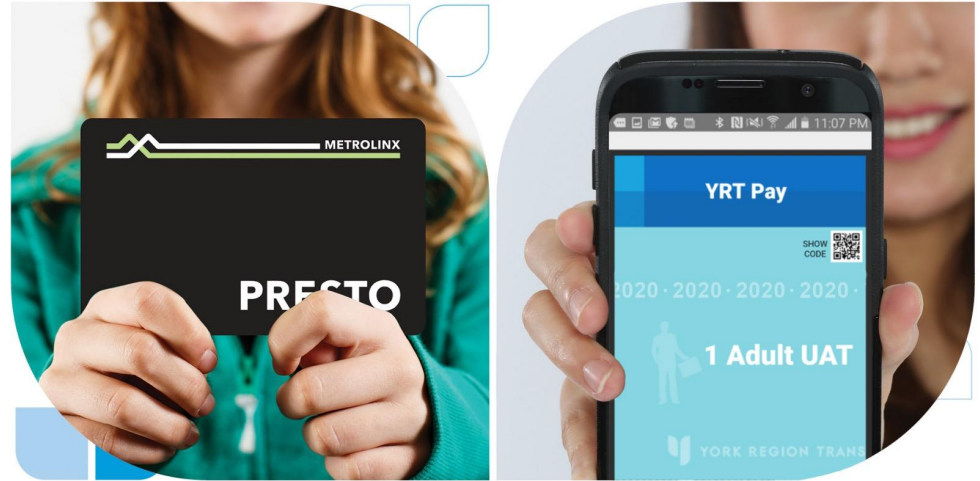 METROLINX
PRESTO
11:07 PM
YRT Pay
SHOW
CODE
2020 · 2020 · 2020 · 2020 ·
1 Adult UAT
YORK REGION TRANS